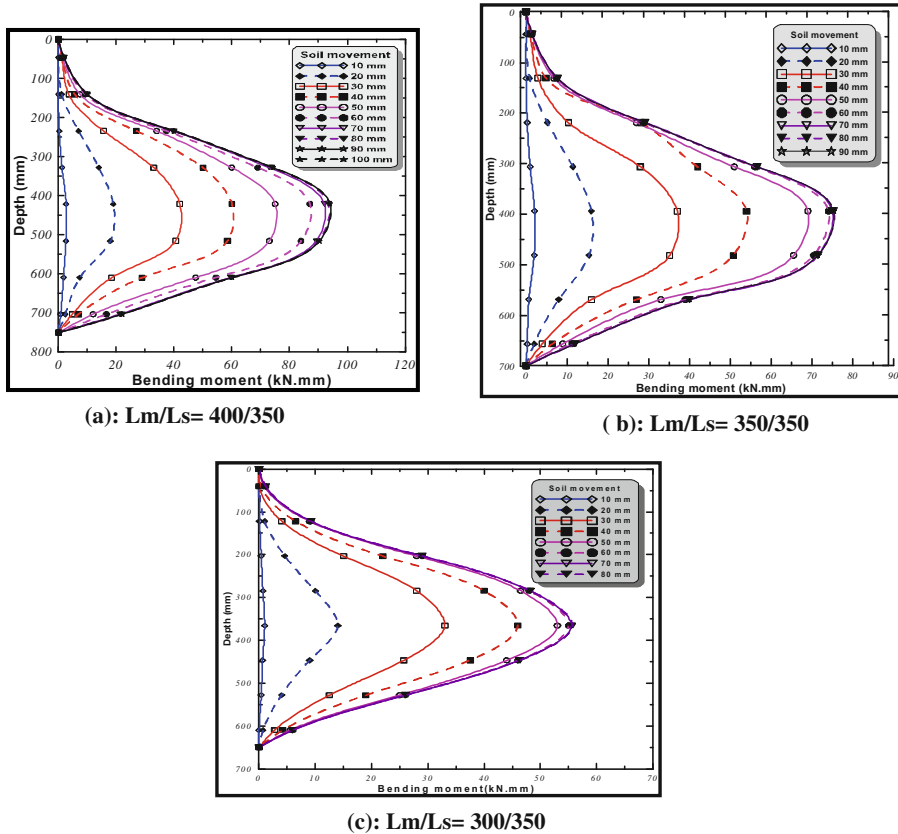 Soil movement
10 mm
20 mm
30 mm
40 mm
50 mm
60 mm
70 mm
80 mm
90 mm
100 mm
Depth (mm)
0
100
200
300
400
500
600
700
800
0 20 40 60 80 100 120
Bending moment (kN.mm)
(a): Lm/Ls= 400/350
Soil movement
10 mm
20 mm
30 mm
40 mm
50 mm
60 mm
70 mm
80 mm
90 mm
Depth (mm)
0
100
200
300
400
500
600
700
0 10 20 30 40 50 60 70 80 90
Bending moment (kN.mm)
( b): Lm/Ls= 350/350
Soil movement
10 mm
20 mm
30 mm
40 mm
50 mm
60 mm
70 mm
80 mm
Depth (mm)
0
100
200
300
400
500
600
700
0 10 20 30 40 50 60 70
Bending moment(kN.mm)
(c): Lm/Ls= 300/350